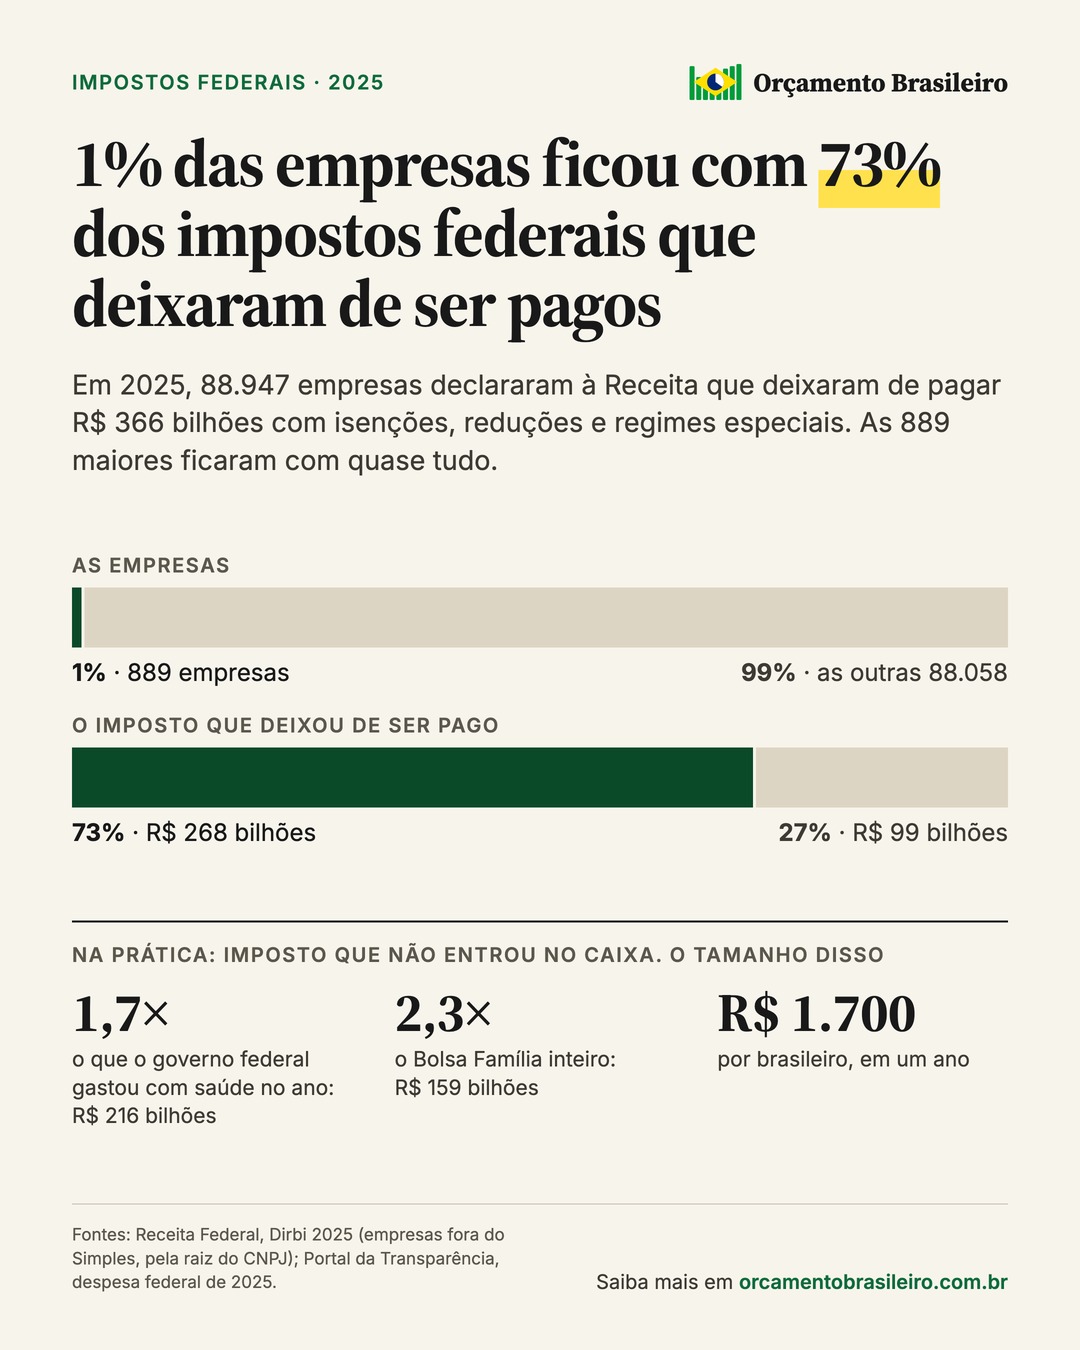 IMPOSTOS FEDERAIS · 2025
Orçamento Brasileiro
1% das empresas ficou com 73%
dos impostos federais que
deixaram de ser pagos
Em 2025, 88.947 empresas declararam à Receita que deixaram de pagar
R$ 366 bilhões com isenções, reduções e regimes especiais. As 889
maiores ficaram com quase tudo.
AS EMPRESAS
1% · 889 empresas
99% · as outras 88.058
O IMPOSTO QUE DEIXOU DE SER PAGO
73% · R$ 268 bilhões
27% · R$ 99 bilhões
NA PRÁTICA: IMPOSTO QUE NÃO ENTROU NO CAIXA. O TAMANHO DISSO
1,7×
o que o governo federal
gastou com saúde no ano:
R$ 216 bilhões
2,3×
o Bolsa Família inteiro:
R$ 159 bilhões
R$ 1.700
por brasileiro, em um ano
Fontes: Receita Federal, Dirbi 2025 (empresas fora do
Simples, pela raiz do CNPJ); Portal da Transparência,
despesa federal de 2025.
Saiba mais em orcamentobrasileiro.com.br